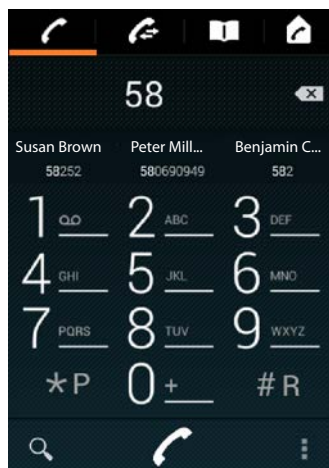 58
Susan Brown Peter Mill... Benjamin C...
58252 580690949 582
1 2 ABC 3 DEF
4 GHI 5 JKL 6 MNO
7 PQRS 8 TUV 9 WXYZ
*P 0 + #R